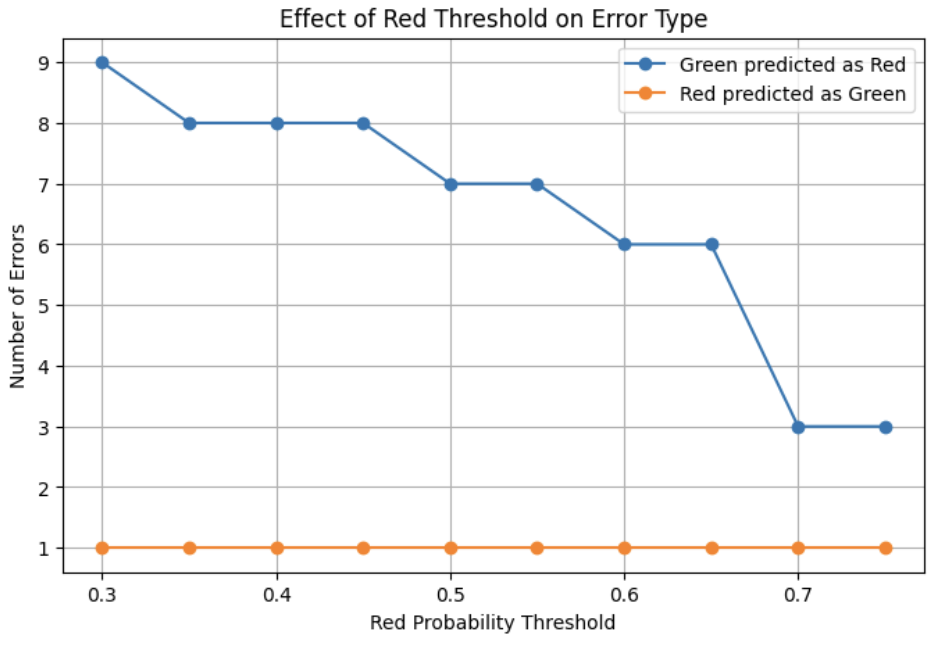 Effect of Red Threshold on Error Type
Green predicted as Red
Red predicted as Green
Number of Errors
9
8
7
6
5
4
3
2
1
0.3 0.4 0.5 0.6 0.7
Red Probability Threshold